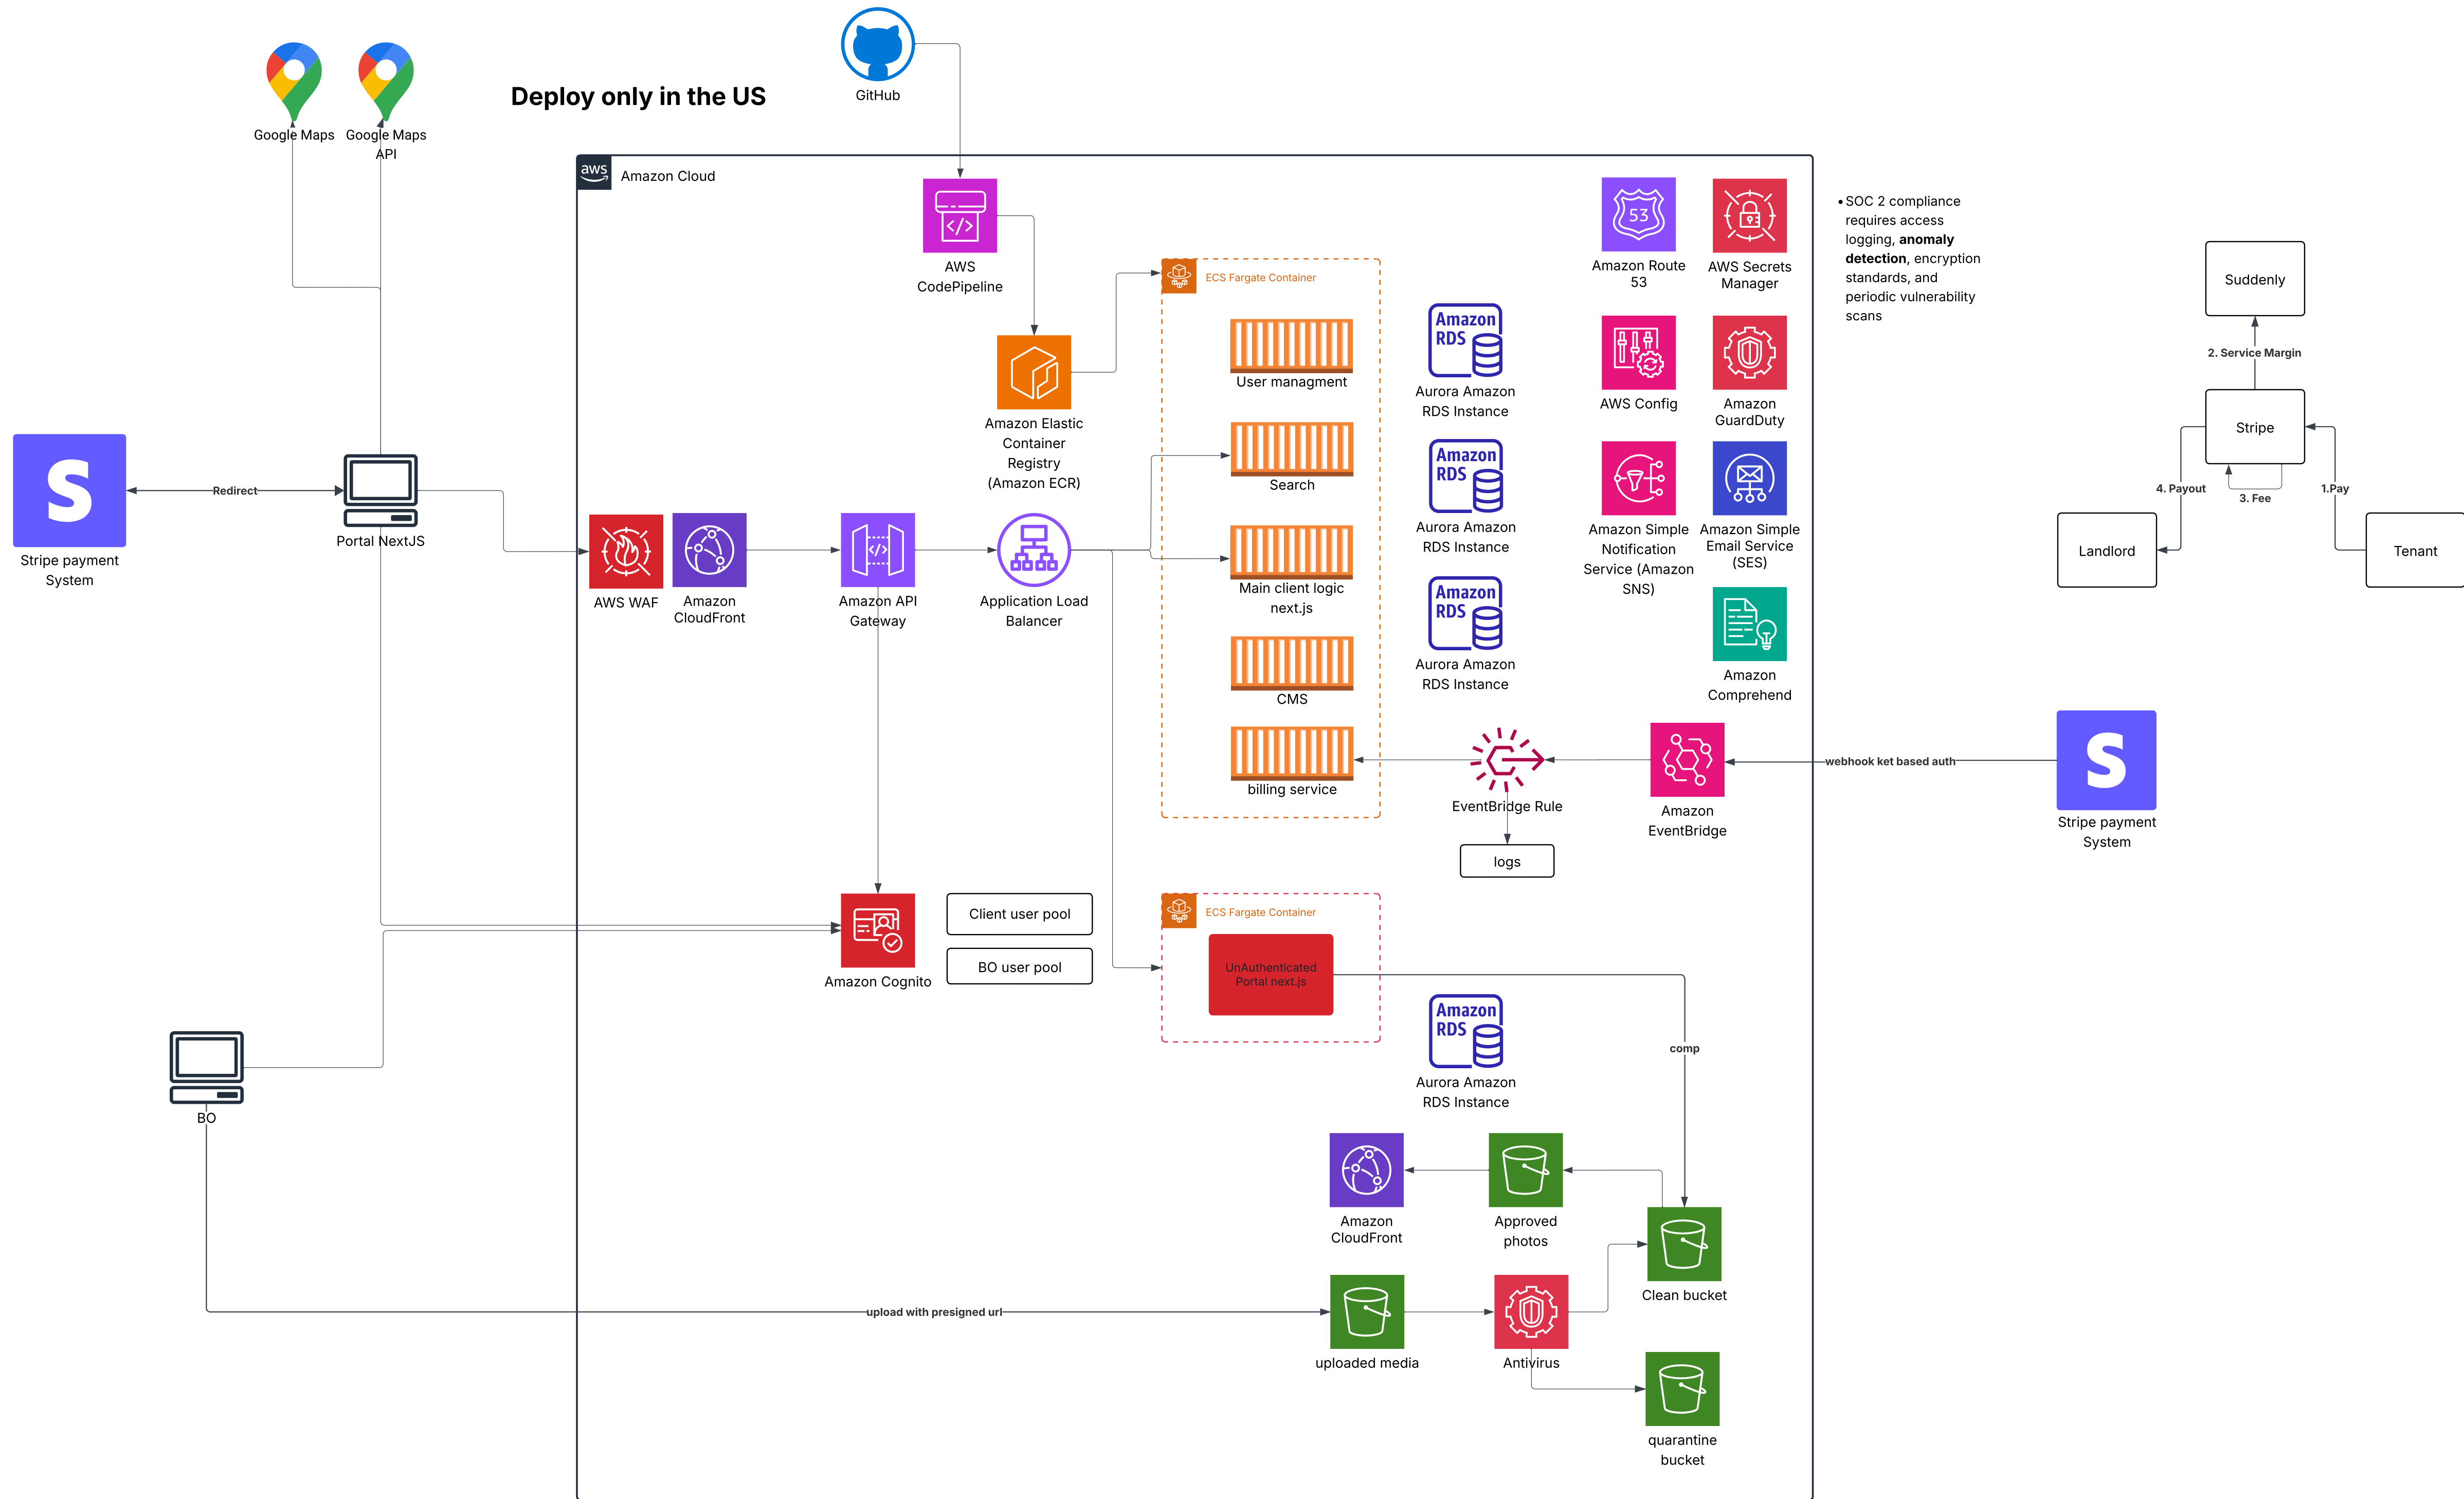 GitHub
Google Maps
Google Maps
API
Deploy only in the US
aws
Amazon Cloud
AWS
CodePipeline
53
Amazon Route
53
AWS Secrets
Manager
• SOC 2 compliance
requires access
logging, anomaly
detection, encryption
standards, and
periodic vulnerability
scans
Suddenly
2. Service Margin
Stripe
4. Payout
3. Fee
1.Pay
Landlord
Tenant
ECS Fargate Container
User managment
Search
Main client logic
next.js
CMS
billing service
Amazon Elastic
Container
Registry
(Amazon ECR)
Amazon
RDS
Aurora Amazon
RDS Instance
Amazon
RDS
Aurora Amazon
RDS Instance
Amazon
RDS
Aurora Amazon
RDS Instance
AWS Config
Amazon
GuardDuty
Amazon Simple
Notification
Service (Amazon
SNS)
Amazon Simple
Email Service
(SES)
Amazon
Comprehend
S
Stripe payment
System
Redirect
Portal NextJS
AWS WAF
Amazon
CloudFront
Amazon API
Gateway
Application Load
Balancer
EventBridge Rule
logs
Amazon
EventBridge
webhook ket based auth
S
Stripe payment
System
Amazon Cognito
Client user pool
BO user pool
ECS Fargate Container
UnAuthenticated
Portal next.js
Amazon
RDS
Aurora Amazon
RDS Instance
comp
BO
Amazon
CloudFront
Approved
photos
Clean bucket
upload with presigned url
uploaded media
Antivirus
quarantine
bucket